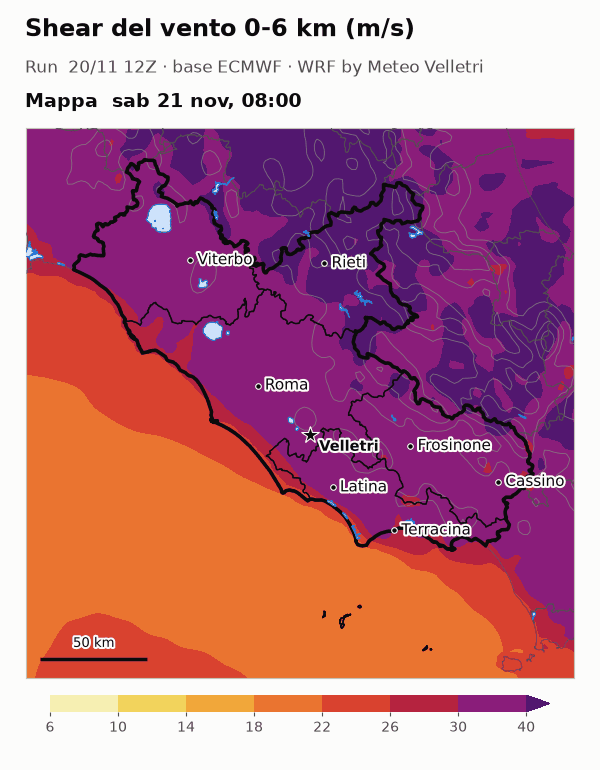 Shear del vento 0-6 km (m/s)
Run  20/11 12Z · base ECMWF · WRF by Meteo Velletri
Mappa  sab 21 nov, 08:00
Viterbo
Rieti
Roma
Velletri
Frosinone
Cassino
Latina
Terracina
50 km
6 10 14 18 22 26 30 40